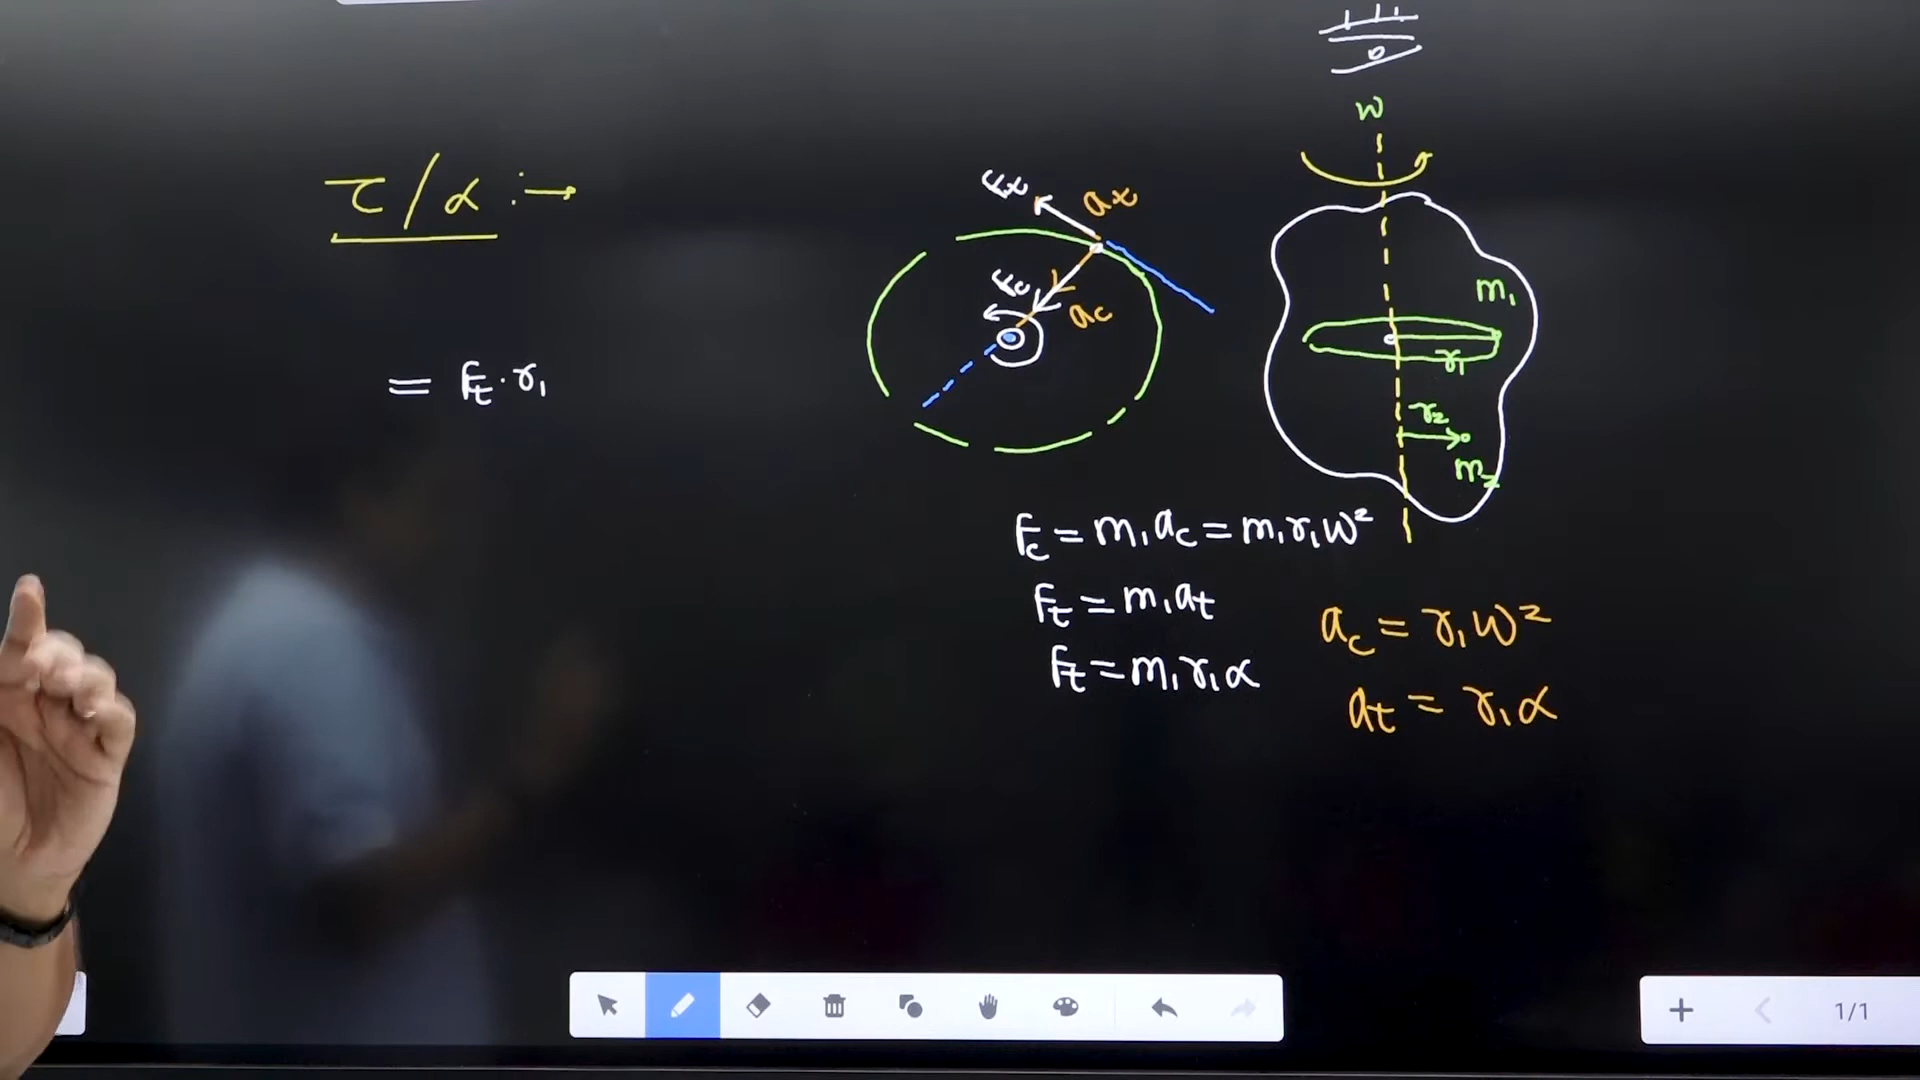 τ/α :→
= Ft·r₁
Ft
at
Fc
ac
ω
m₁
r₁
r₂
m₂
Fc = m₁ac = m₁r₁ω²
Ft = m₁at
Ft = m₁r₁α
ac = r₁ω²
at = r₁α
1/1